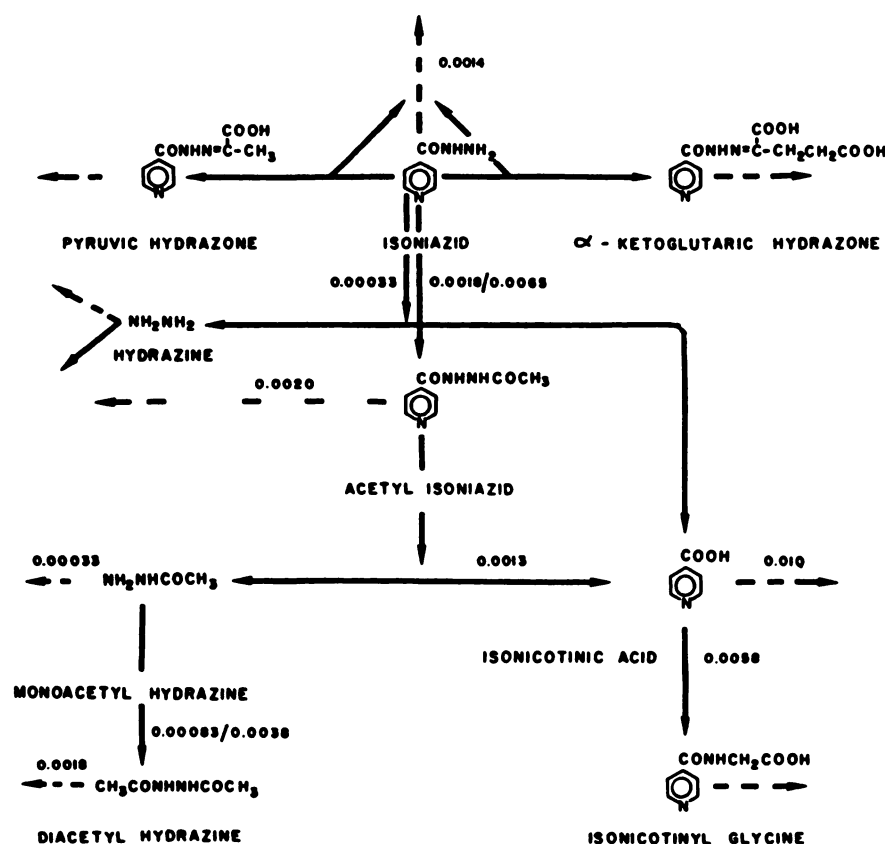 0.0014
COOH
CONHN=C-CH₃
N
CONHNH₂
N
COOH
CONHN=C-CH₂CH₂COOH
N
PYRUVIC HYDRAZONE
ISONIAZID
α - KETOGLUTARIC HYDRAZONE
0.00033
0.0018/0.0065
NH₂NH₂
HYDRAZINE
0.0020
CONHNHCOCH₃
N
ACETYL ISONIAZID
0.00033
NH₂NHCOCH₃
0.0013
COOH
N
0.010
ISONICOTINIC ACID
0.0058
MONOACETYL HYDRAZINE
0.00083/0.0038
0.0018
CH₃CONHNHCOCH₃
CONHCH₂COOH
N
DIACETYL HYDRAZINE
ISONICOTINYL GLYCINE